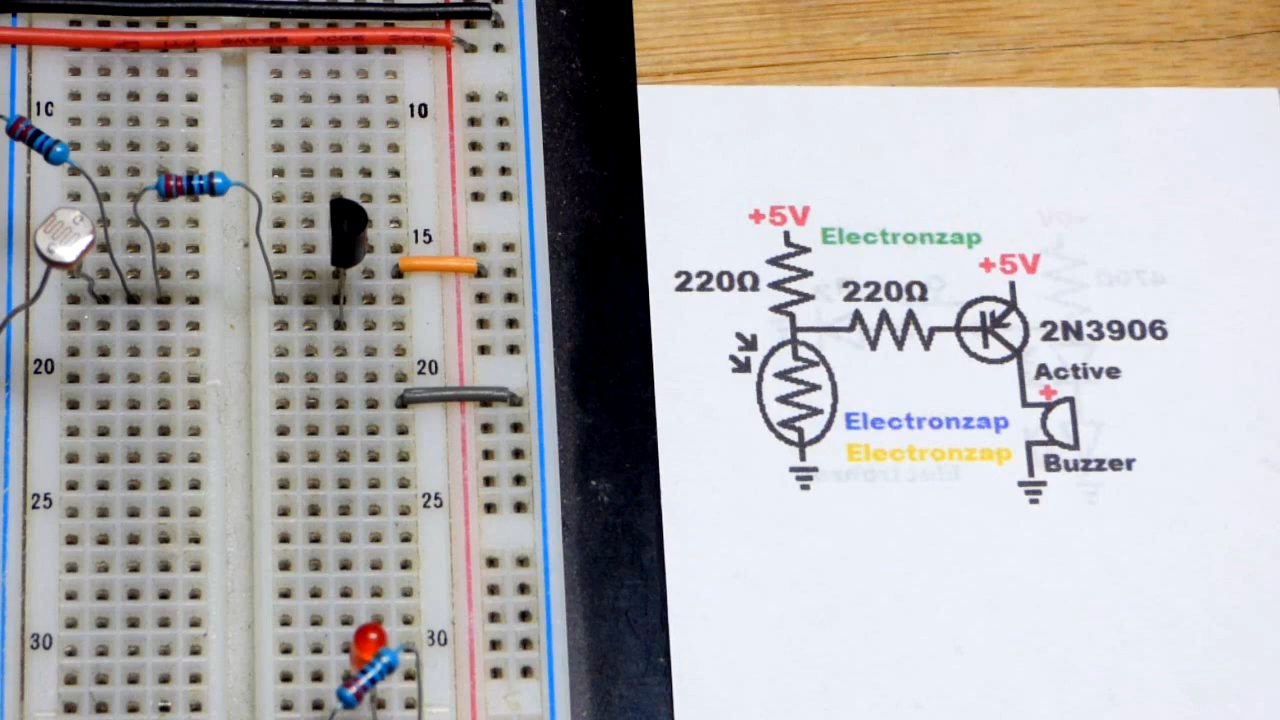 10
10
15
20
20
25
25
30
30
+5V
Electronzap
+5V
220Ω
220Ω
2N3906
Active
+
Electronzap
Electronzap
Buzzer